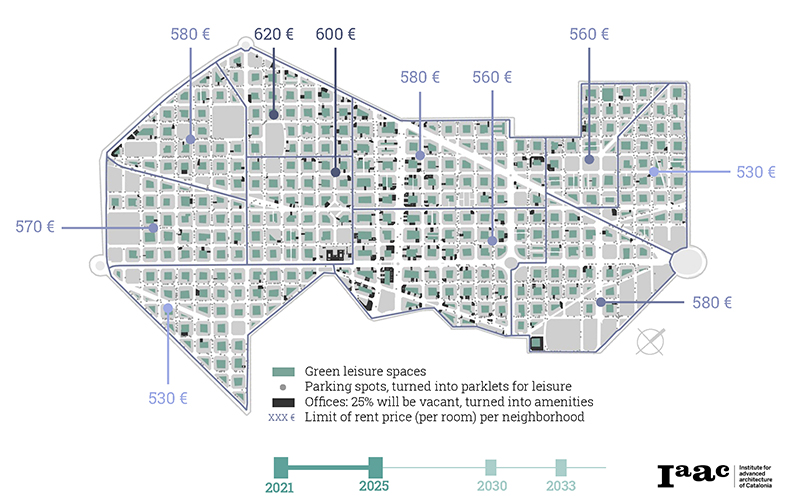 580 €
620 €
600 €
560 €
580 €
560 €
530 €
570 €
580 €
530 €
Green leisure spaces
Parking spots, turned into parklets for leisure
Offices: 25% will be vacant, turned into amenities
XXX € Limit of rent price (per room) per neighborhood
2021
2025
2030
2033
Iaac
Institute for
advanced
architecture
of Catalonia